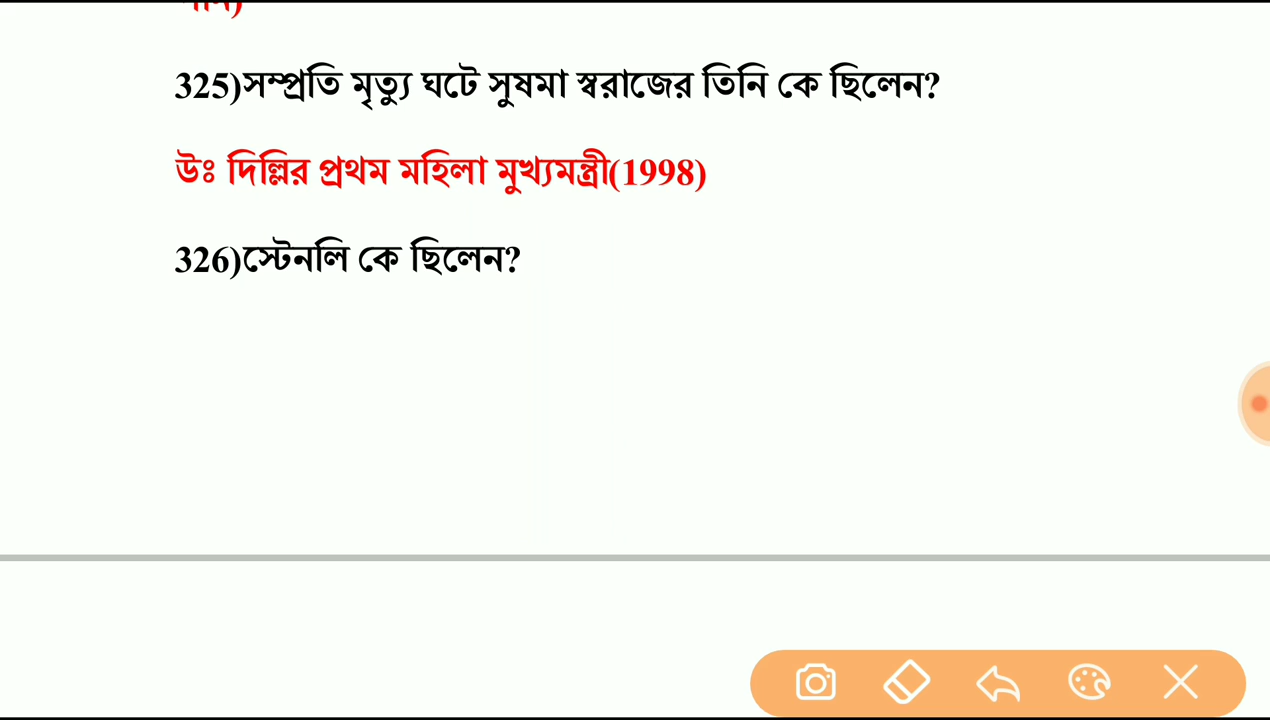 325)সম্প্রতি মৃত্যু ঘটে সুষমা স্বরাজের তিনি কে ছিলেন?
উঃ দিল্লির প্রথম মহিলা মুখ্যমন্ত্রী(1998)
326)স্টেনলি কে ছিলেন?